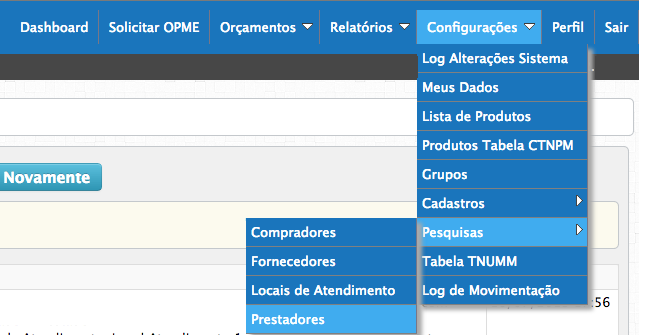 Dashboard
Solicitar OPME
Orçamentos
Relatórios
Configurações
Perfil
Sair
Log Alterações Sistema
Meus Dados
Lista de Produtos
Produtos Tabela CTNPM
Grupos
Cadastros
Pesquisas
Tabela TNUMM
Log de Movimentação
Novamente
Compradores
Fornecedores
Locais de Atendimento
Prestadores
:56